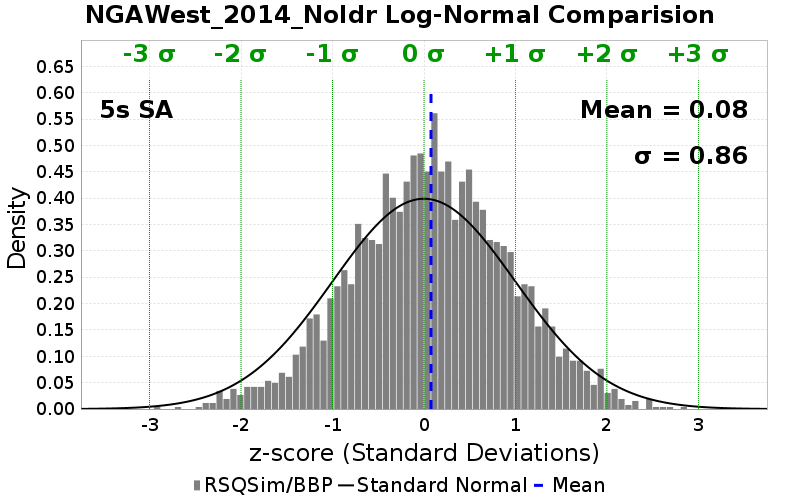 NGAWest_2014_NoIdr Log-Normal Comparision
-3 σ -2 σ -1 σ 0 σ +1 σ +2 σ +3 σ
5s SA
Mean = 0.08
σ = 0.86
0.65
0.60
0.55
0.50
0.45
0.40
0.35
0.30
0.25
0.20
0.15
0.10
0.05
0.00
Density
-3 -2 -1 0 1 2 3
z-score (Standard Deviations)
RSQSim/BBP Standard Normal Mean